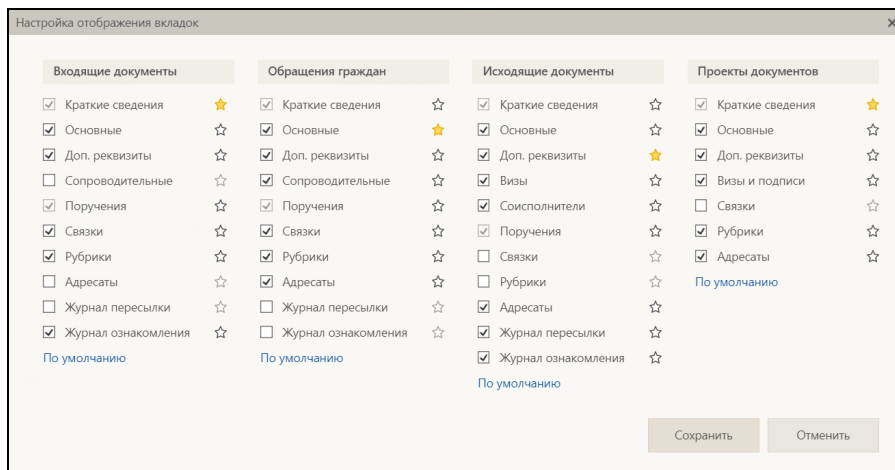 Настройка отображения вкладок
Входящие документы
Краткие сведения
Основные
Доп. реквизиты
Сопроводительные
Поручения
Связки
Рубрики
Адресаты
Журнал пересылки
Журнал ознакомления
По умолчанию
Обращения граждан
Краткие сведения
Основные
Доп. реквизиты
Сопроводительные
Поручения
Связки
Рубрики
Адресаты
Журнал пересылки
Журнал ознакомления
По умолчанию
Исходящие документы
Краткие сведения
Основные
Доп. реквизиты
Визы
Соисполнители
Поручения
Связки
Рубрики
Адресаты
Журнал пересылки
Журнал ознакомления
По умолчанию
Проекты документов
Краткие сведения
Основные
Доп. реквизиты
Визы и подписи
Связки
Рубрики
Адресаты
По умолчанию
Сохранить
Отменить